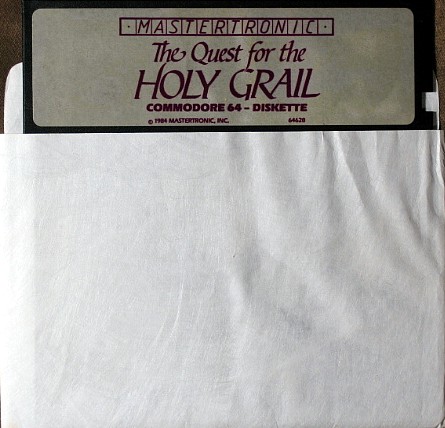 · MASTERTRONIC ·
The Quest for the
HOLY GRAIL
COMMODORE 64 - DISKETTE
© 1984 MASTERTRONIC, INC. 64628